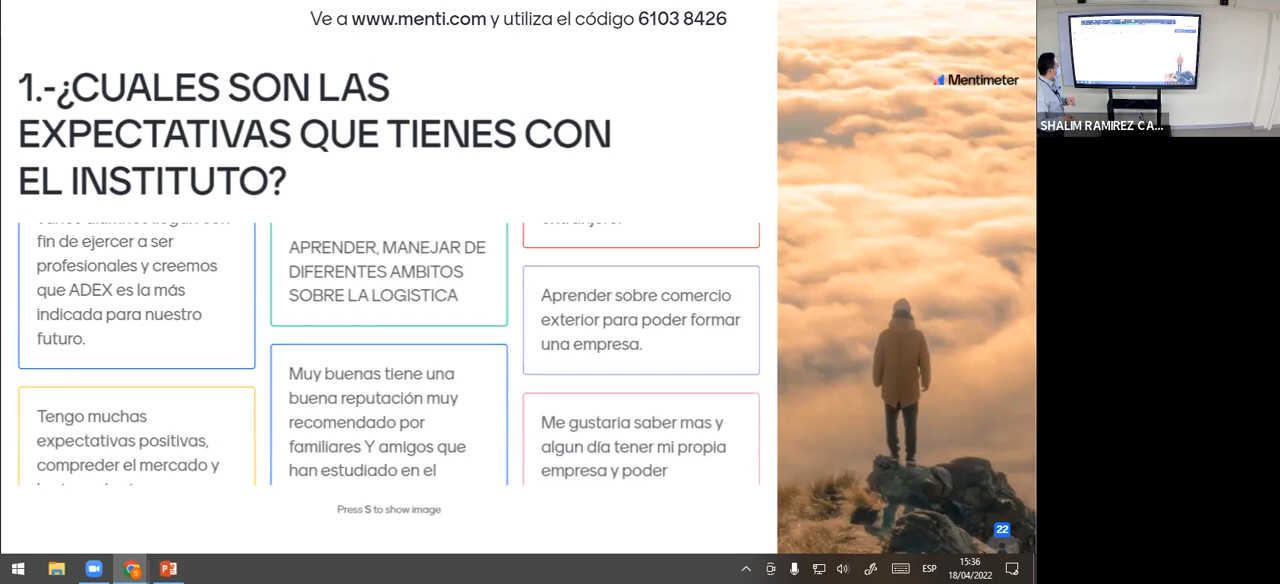 Ve a www.menti.com y utiliza el código 6103 8426
1.-¿CUALES SON LAS
EXPECTATIVAS QUE TIENES CON
EL INSTITUTO?
fin de ejercer a ser
profesionales y creemos
que ADEX es la más
indicada para nuestro
futuro.
Tengo muchas
expectativas positivas,
compreder el mercado y
APRENDER, MANEJAR DE
DIFERENTES AMBITOS
SOBRE LA LOGISTICA
Muy buenas tiene una
buena reputación muy
recomendado por
familiares Y amigos que
han estudiado en el
Aprender sobre comercio
exterior para poder formar
una empresa.
Me gustaria saber mas y
algun día tener mi propia
empresa y poder
Press S to show image
Mentimeter
22
SHALIM RAMIREZ CA...
ESP
15:36
18/04/2022